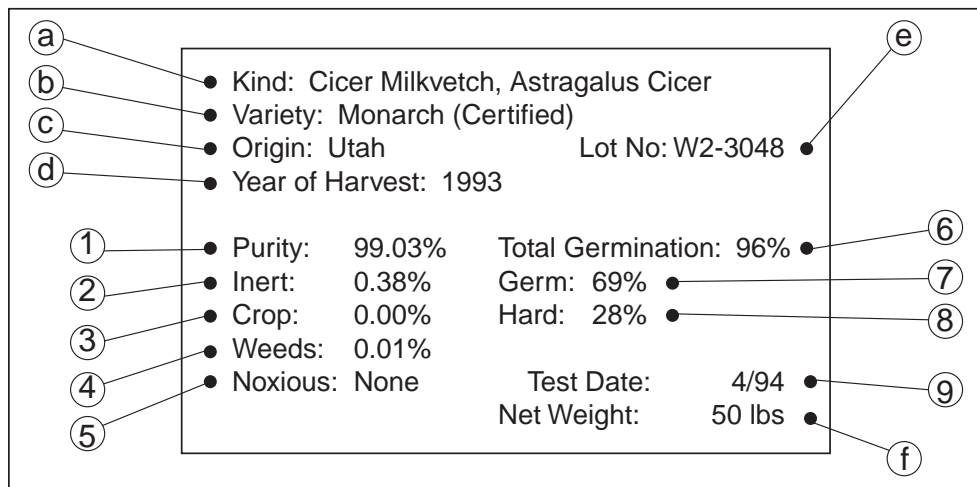 a
b
c
d
e
Kind: Cicer Milkvetch, Astragalus Cicer
Variety: Monarch (Certified)
Origin: Utah Lot No: W2-3048
Year of Harvest: 1993
1
2
3
4
5
Purity: 99.03% Total Germination: 96%
Inert: 0.38% Germ: 69%
Crop: 0.00% Hard: 28%
Weeds: 0.01%
Noxious: None Test Date: 4/94
Net Weight: 50 lbs
6
7
8
9
f